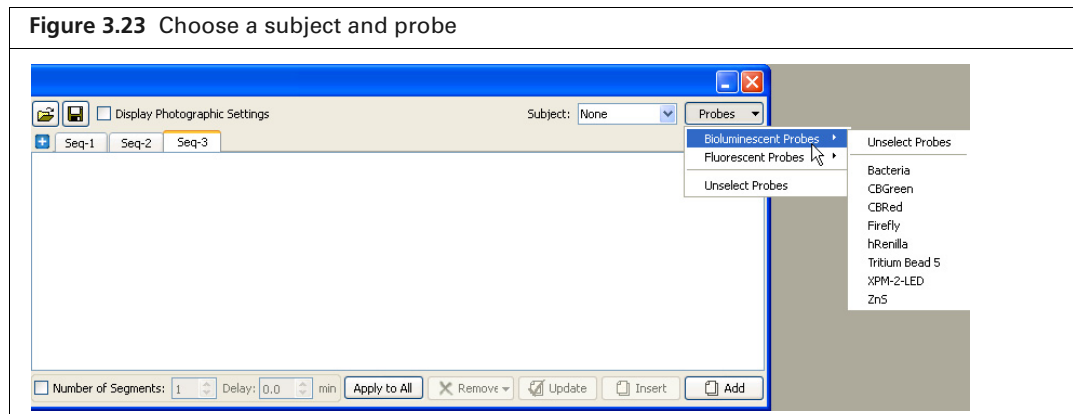 Figure 3.23 Choose a subject and probe
Display Photographic Settings
Subject: None
Probes
Seq-1 Seq-2 Seq-3
Bioluminescent Probes
Fluorescent Probes
Unselect Probes
Unselect Probes
Bacteria
CBGreen
CBRed
Firefly
hRenilla
Tritium Bead 5
XPM-2-LED
ZnS
Number of Segments: 1 Delay: 0.0 min Apply to All Remove Update Insert Add